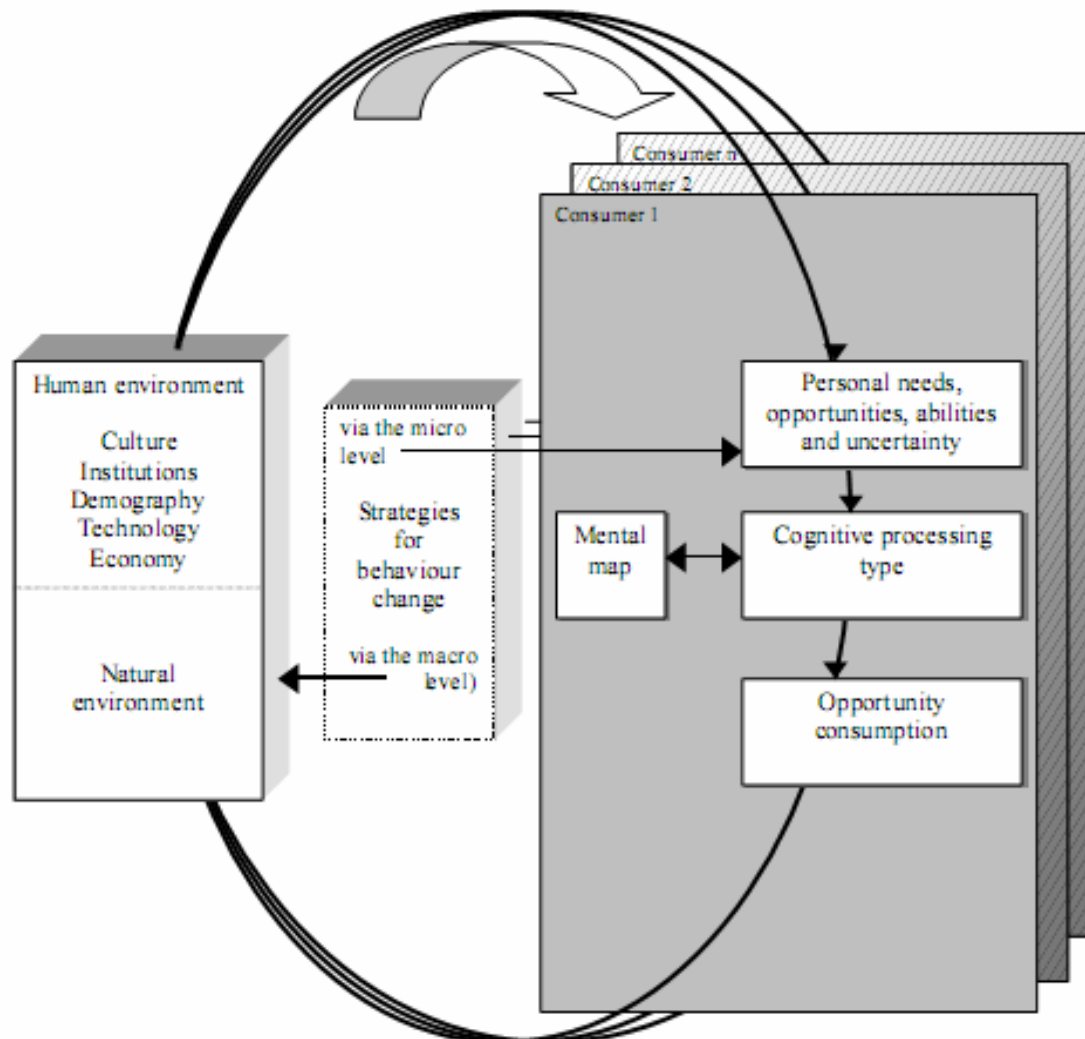 Consumer n
Consumer 2
Consumer 1
Human environment
Culture
Institutions
Demography
Technology
Economy
Natural
environment
via the micro
level
Strategies
for
behaviour
change
via the macro
level)
Personal needs,
opportunities, abilities
and uncertainty
Mental
map
Cognitive processing
type
Opportunity
consumption